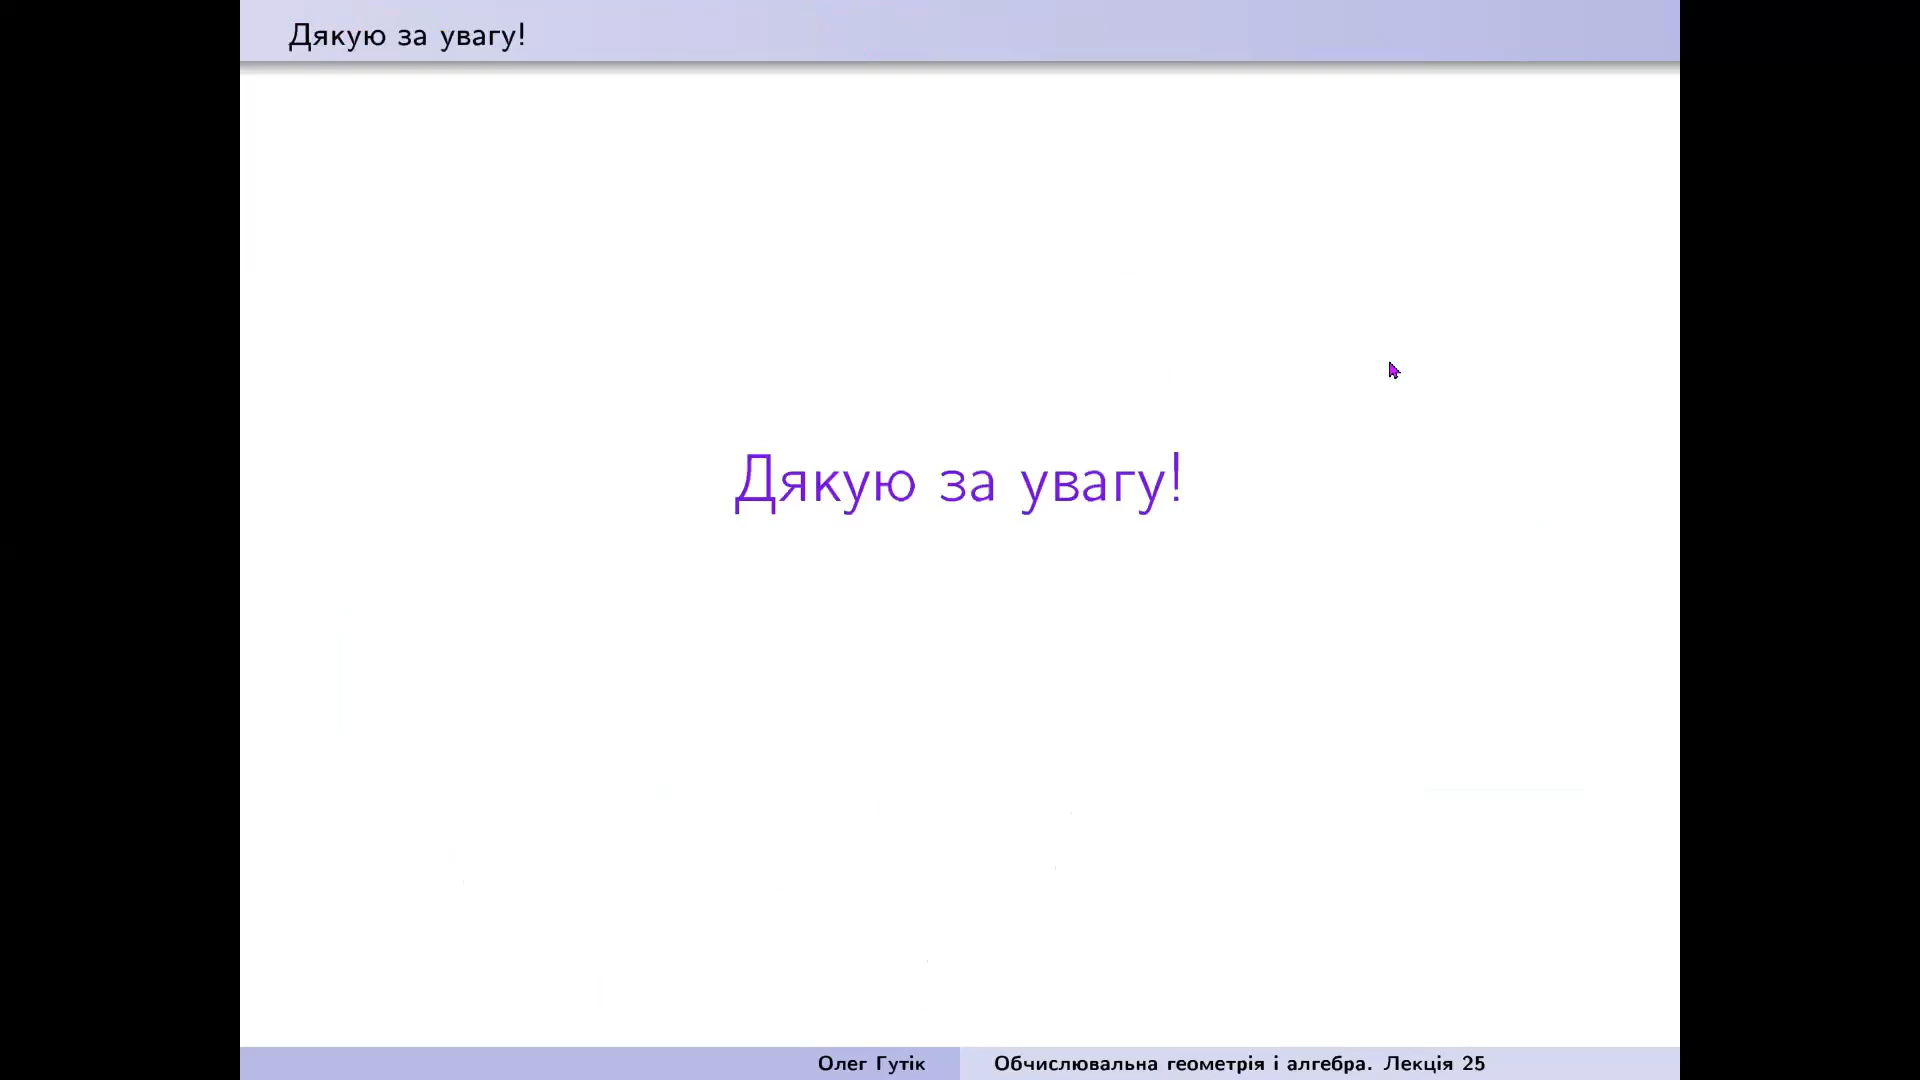 Дякую за увагу!
Дякую за увагу!
Олег Гутік
Обчислювальна геометрія і алгебра. Лекція 25